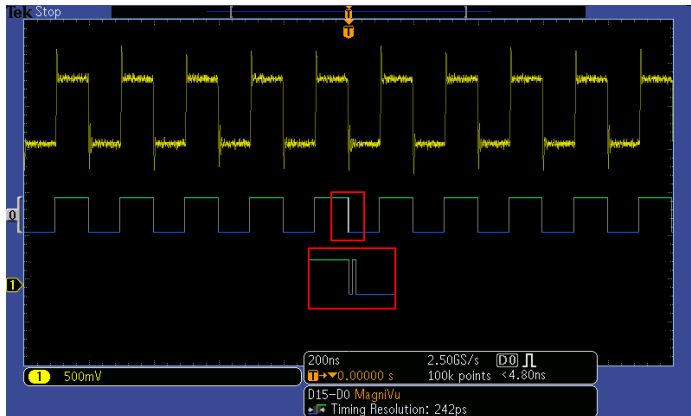 Tek Stop
T
T
0
1
1 500mV
200ns 2.50GS/s D0
T→▼0.00000 s 100k points <4.80ns
D15-D0 MagniVu
Timing Resolution: 242ps